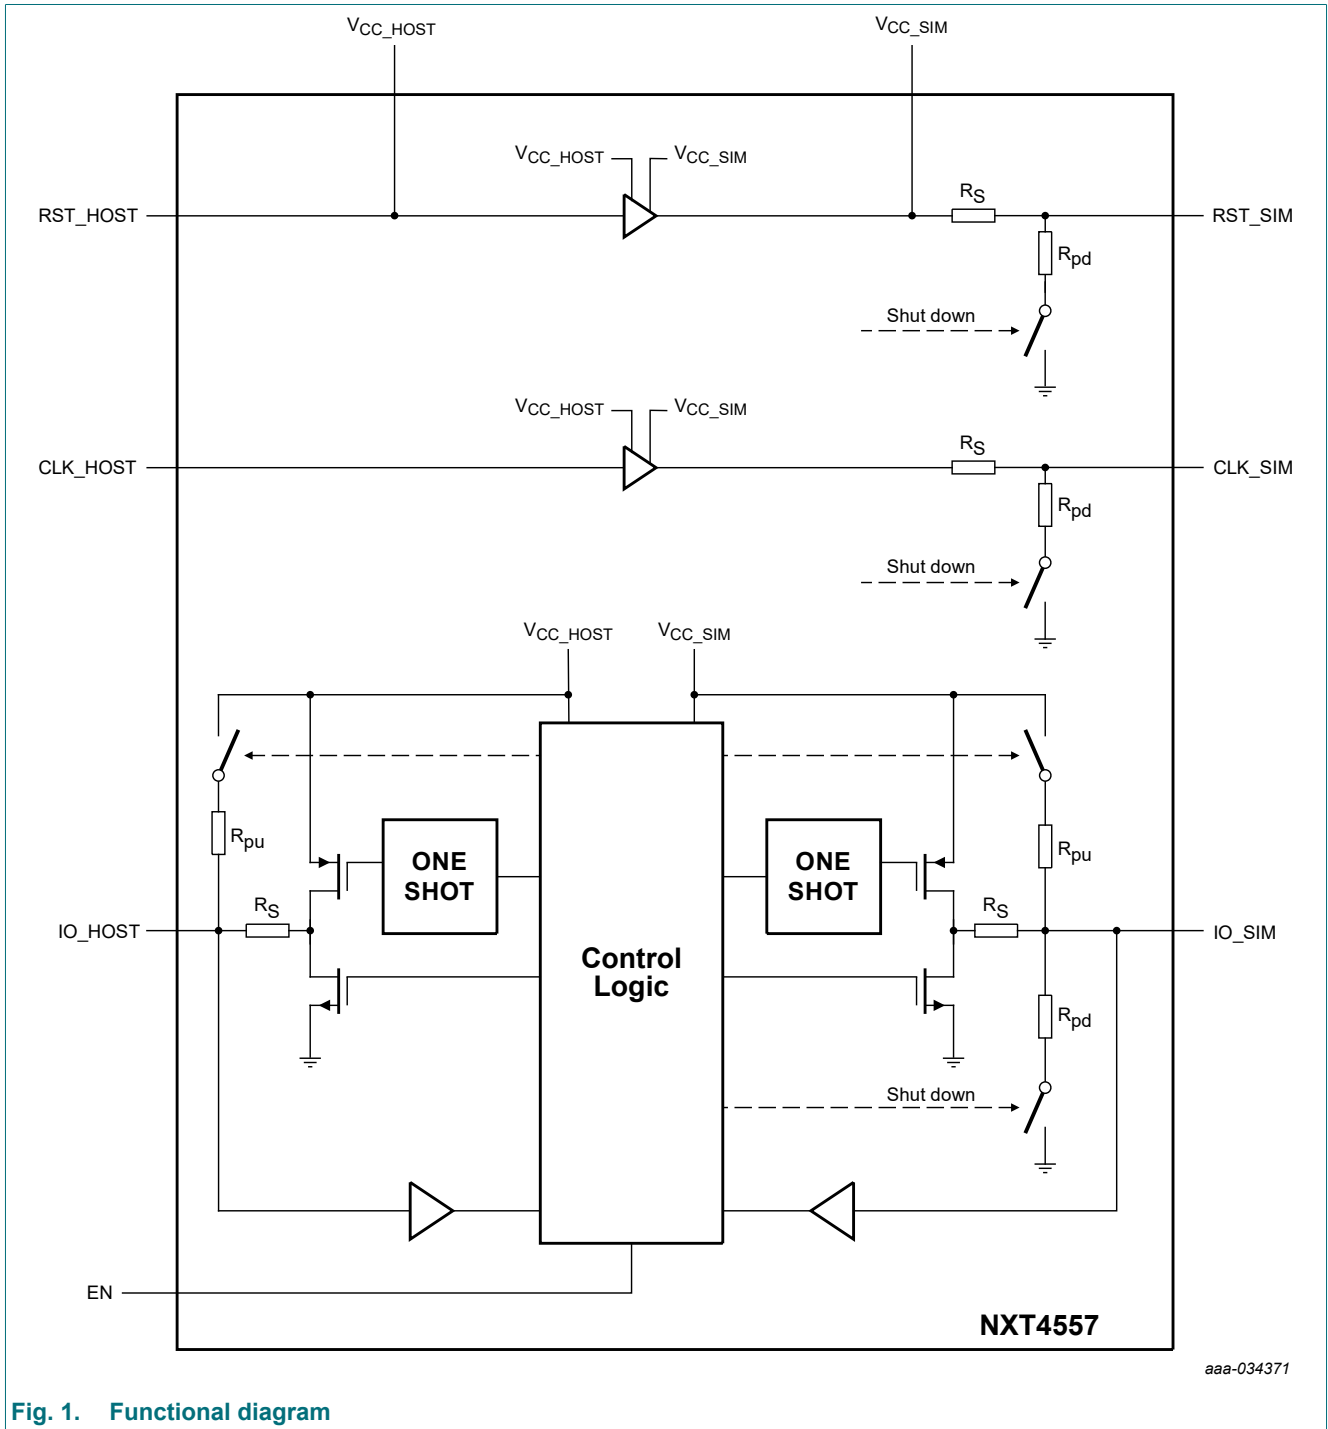 VCC_HOST VCC_SIM
VCC_HOST VCC_SIM
RST_HOST RS RST_SIM
Rpd
Shut down
VCC_HOST VCC_SIM
CLK_HOST RS CLK_SIM
Rpd
Shut down
VCC_HOST VCC_SIM
Rpu ONE SHOT ONE SHOT Rpu
IO_HOST RS RS IO_SIM
Control
Logic
Rpd
Shut down
EN
NXT4557
aaa-034371
Fig. 1. Functional diagram